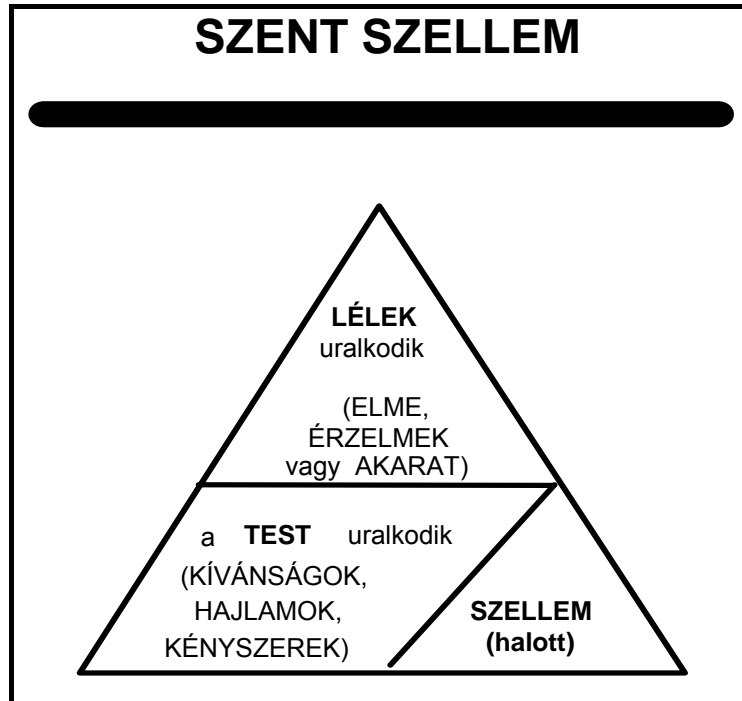 SZENT SZELLEM
LÉLEK
uralkodik
(ELME,
ÉRZELMEK
vagy AKARAT)
a TEST uralkodik
(KÍVÁNSÁGOK,
HAJLAMOK,
KÉNYSZEREK)
SZELLEM
(halott)